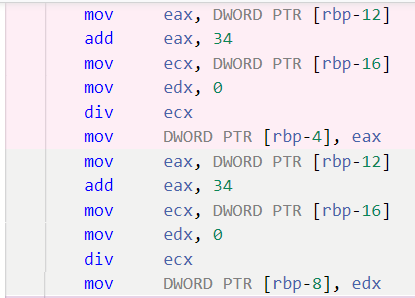 mov eax, DWORD PTR [rbp-12]
add eax, 34
mov ecx, DWORD PTR [rbp-16]
mov edx, 0
div ecx
mov DWORD PTR [rbp-4], eax
mov eax, DWORD PTR [rbp-12]
add eax, 34
mov ecx, DWORD PTR [rbp-16]
mov edx, 0
div ecx
mov DWORD PTR [rbp-8], edx